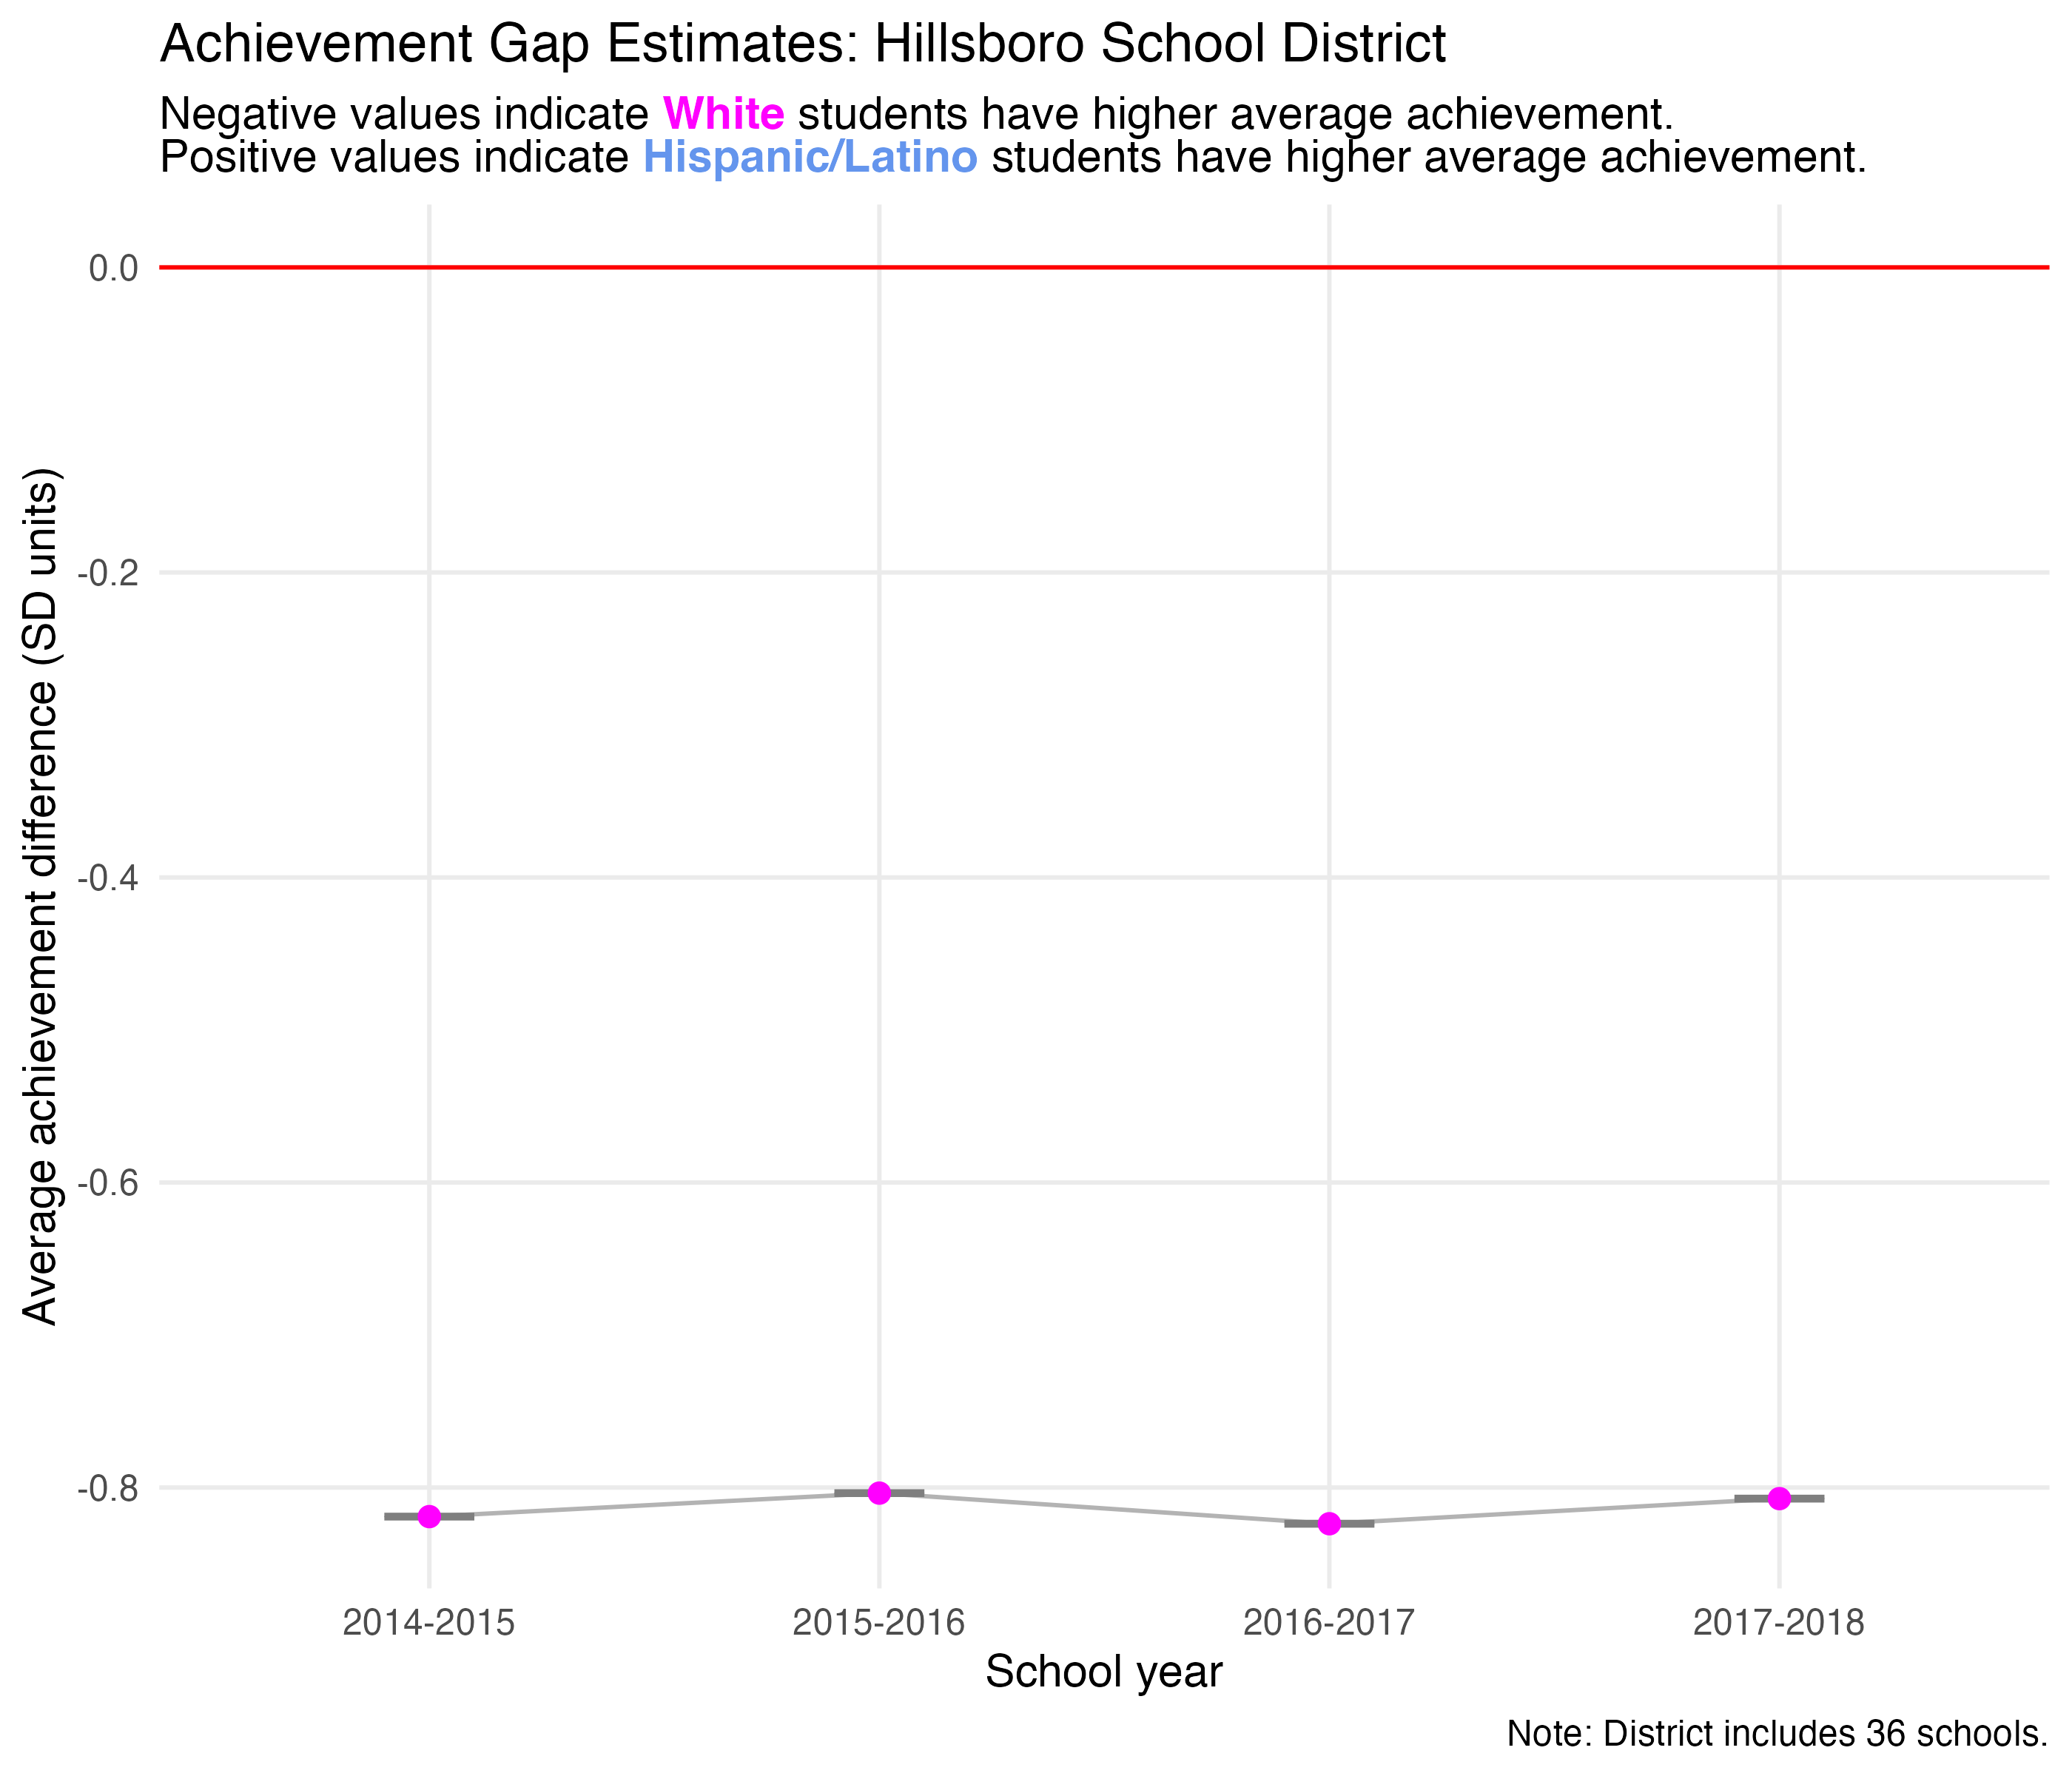 Achievement Gap Estimates: Hillsboro School District
Negative values indicate White students have higher average achievement.
Positive values indicate Hispanic/Latino students have higher average achievement.
Average achievement difference (SD units)
0.0
-0.2
-0.4
-0.6
-0.8
2014-2015
2015-2016
2016-2017
2017-2018
School year
Note: District includes 36 schools.